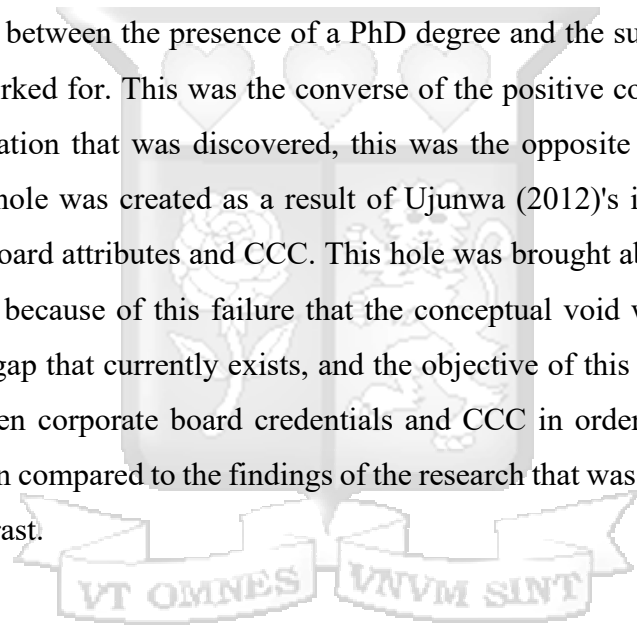 between the presence of a PhD degree and the su
rked for. This was the converse of the positive co
ation that was discovered, this was the opposite
hole was created as a result of Ujunwa (2012)'s i
oard attributes and CCC. This hole was brought ab
because of this failure that the conceptual void v
gap that currently exists, and the objective of this
en corporate board credentials and CCC in order
n compared to the findings of the research that was
rast.
VT OMNES VNVM SINT